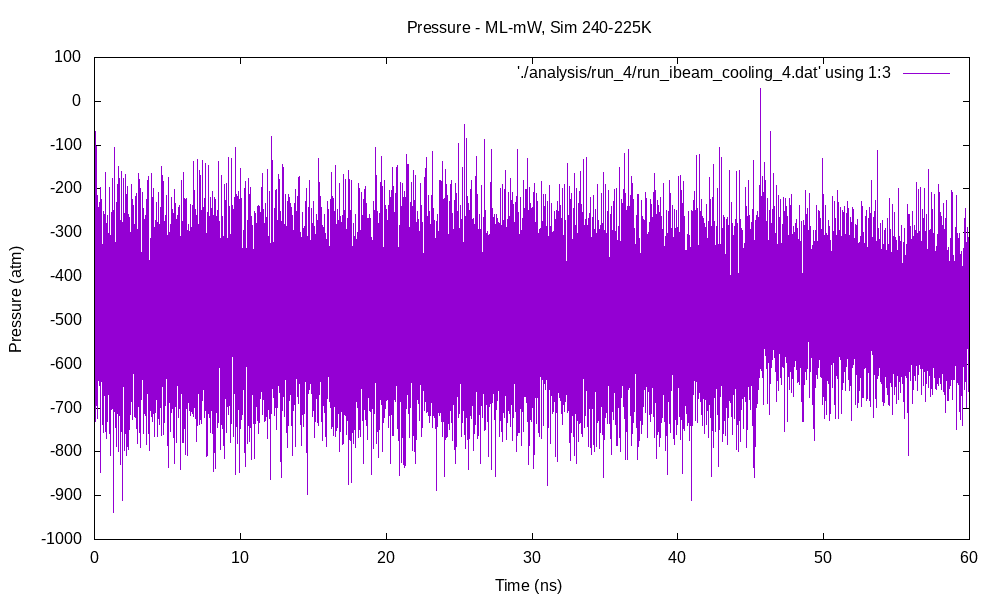 Pressure - ML-mW, Sim 240-225K
'./analysis/run_4/run_ibeam_cooling_4.dat' using 1:3
100
0
-100
-200
-300
-400
-500
-600
-700
-800
-900
-1000
Pressure (atm)
0 10 20 30 40 50 60
Time (ns)